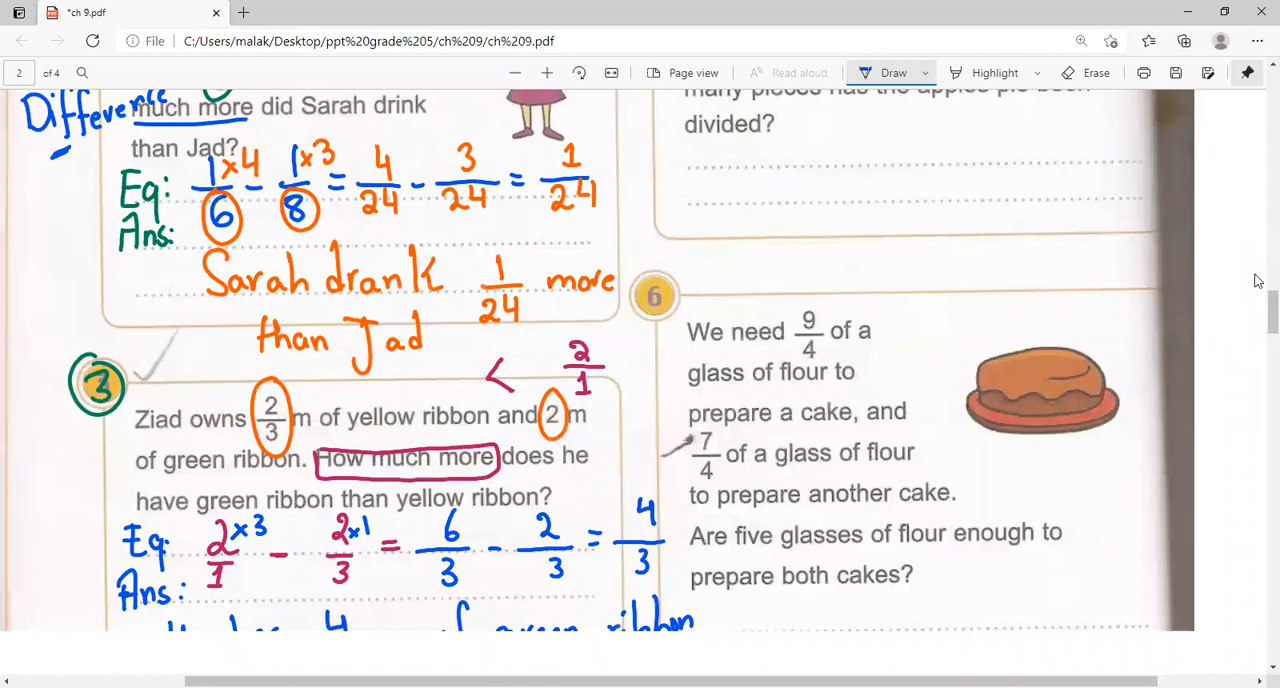 *ch 9.pdf
File
C:/Users/malak/Desktop/ppt%20grade%205/ch%209/ch%209.pdf
2 of 4
Page view
Read aloud
Draw
Highlight
Erase
Difference
much more did Sarah drink
than Jad?
Eq: 1/6 ×4 - 1/8 ×3 = 4/24 - 3/24 = 1/24
Ans:
Sarah drank 1/24 more
than Jad
< 2/1
3
Ziad owns 2/3 m of yellow ribbon and 2 m
of green ribbon. How much more does he
have green ribbon than yellow ribbon?
Eq: 2/1 ×3 - 2/3 ×1 = 6/3 - 2/3 = 4/3
Ans:
4 of green ribbon
divided?
6
We need 9/4 of a
glass of flour to
prepare a cake, and
7/4 of a glass of flour
to prepare another cake.
Are five glasses of flour enough to
prepare both cakes?